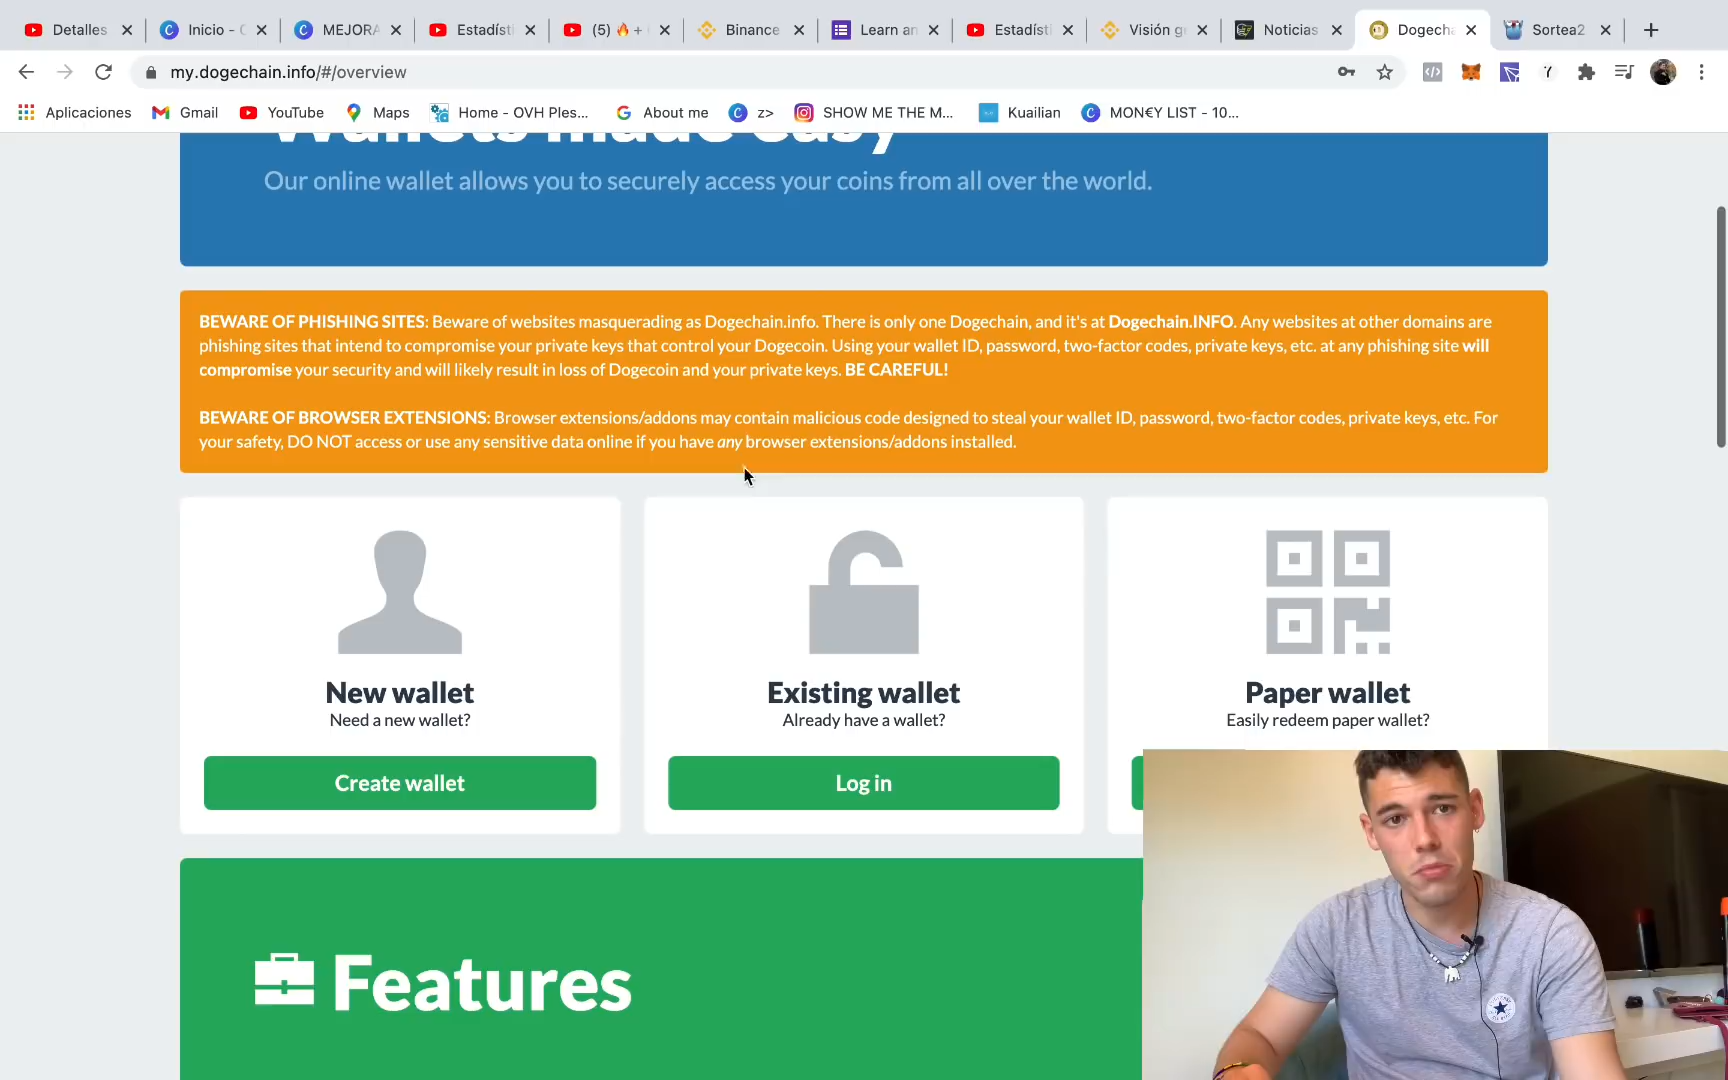 Detalles
Inicio - C
MEJORA
Estadísti
(5) 🔥 +
Binance
Learn an
Estadísti
Visión g
Noticias
Dogecha
Sortea2
my.dogechain.info/#/overview
Aplicaciones
Gmail
YouTube
Maps
Home - OVH Ples...
About me
z>
SHOW ME THE M...
Kuailian
MON€Y LIST - 10...
Wallets made easy
Our online wallet allows you to securely access your coins from all over the world.
BEWARE OF PHISHING SITES: Beware of websites masquerading as Dogechain.info. There is only one Dogechain, and it's at Dogechain.INFO. Any websites at other domains are
phishing sites that intend to compromise your private keys that control your Dogecoin. Using your wallet ID, password, two-factor codes, private keys, etc. at any phishing site will
compromise your security and will likely result in loss of Dogecoin and your private keys. BE CAREFUL!
BEWARE OF BROWSER EXTENSIONS: Browser extensions/addons may contain malicious code designed to steal your wallet ID, password, two-factor codes, private keys, etc. For
your safety, DO NOT access or use any sensitive data online if you have any browser extensions/addons installed.
New wallet
Need a new wallet?
Create wallet
Existing wallet
Already have a wallet?
Log in
Paper wallet
Easily redeem paper wallet?
Features